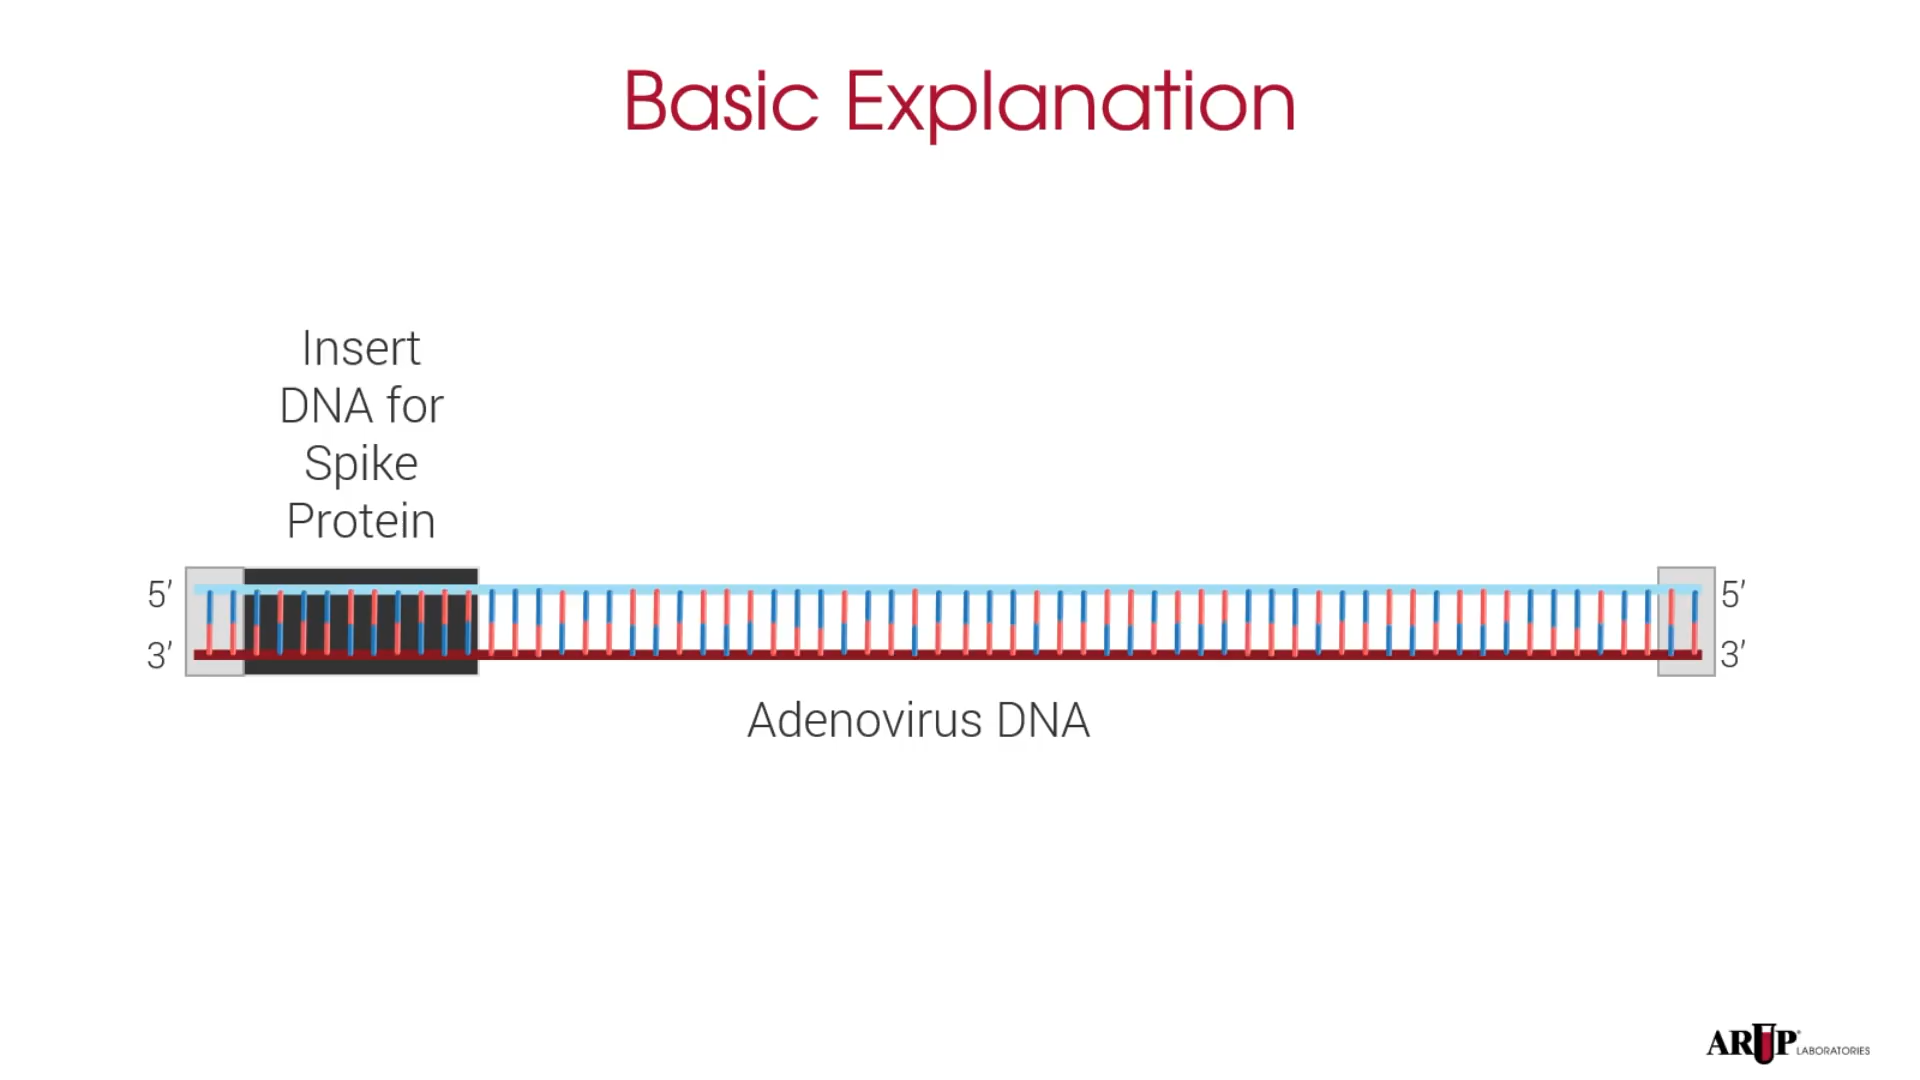 Basic Explanation
Insert
DNA for
Spike
Protein
5′ 5′
3′ 3′
Adenovirus DNA
ARUP® LABORATORIES